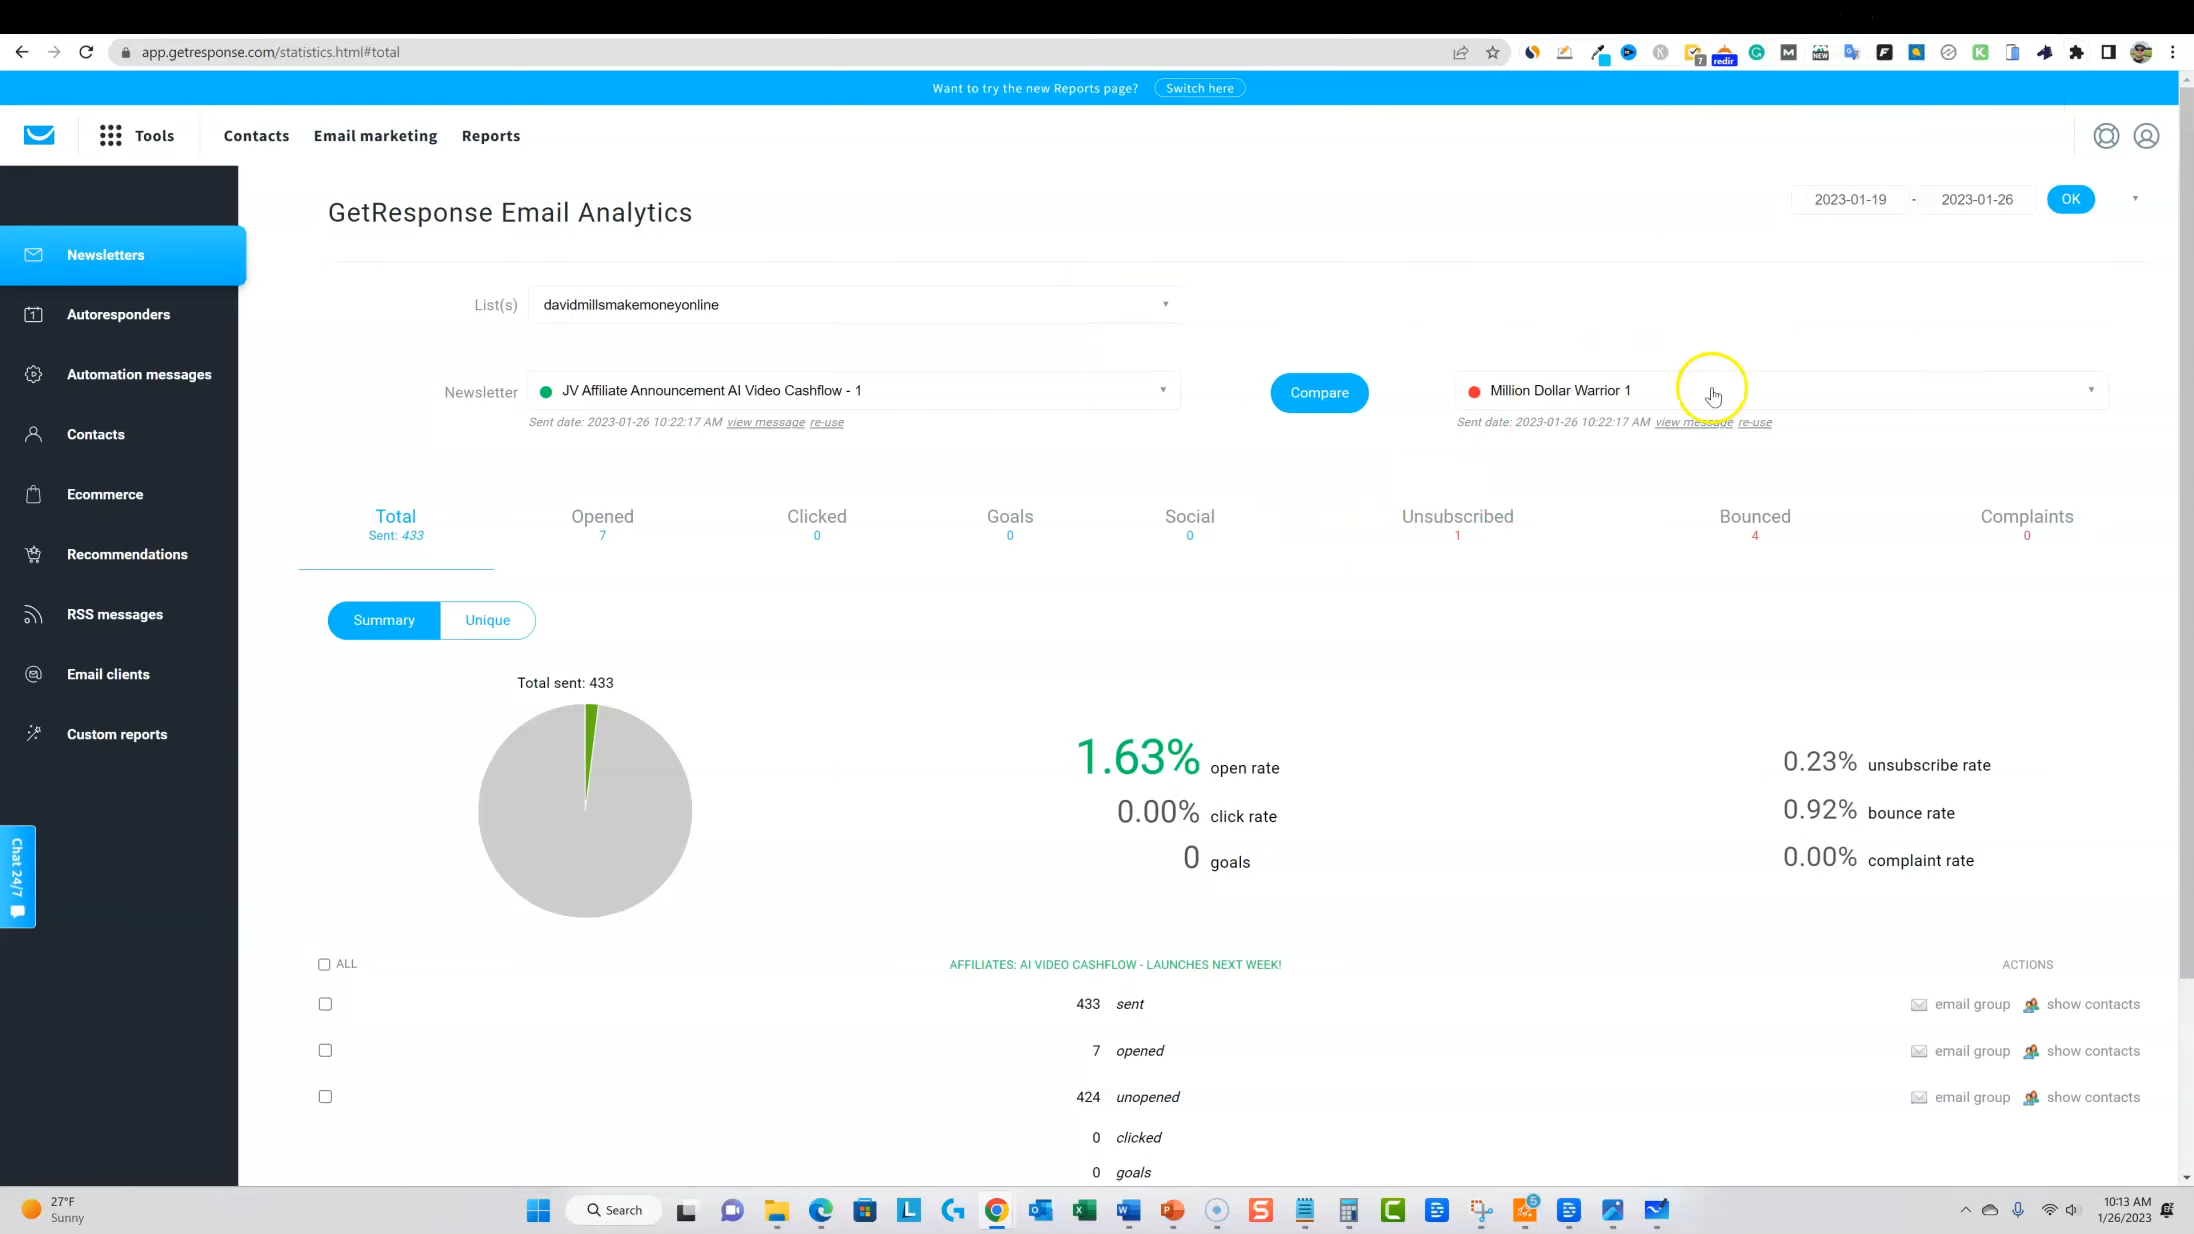 app.getresponse.com/statistics.html#total
7
redir
NEW
Want to try the new Reports page? Switch here
Tools Contacts Email marketing Reports
GetResponse Email Analytics
2023-01-19 - 2023-01-26 OK
Newsletters
Autoresponders
Automation messages
Contacts
Ecommerce
Recommendations
RSS messages
Email clients
Custom reports
Chat 24/7
List(s) davidmillsmakemoneyonline
Newsletter JV Affiliate Announcement AI Video Cashflow - 1 Compare Million Dollar Warrior 1
Sent date: 2023-01-26 10:22:17 AM view message re-use Sent date: 2023-01-26 10:22:17 AM view message re-use
Total Opened Clicked Goals Social Unsubscribed Bounced Complaints
Sent: 433 7 0 0 0 1 4 0
Summary Unique
Total sent: 433
1.63% open rate
0.00% click rate
0 goals
0.23% unsubscribe rate
0.92% bounce rate
0.00% complaint rate
ALL AFFILIATES: AI VIDEO CASHFLOW - LAUNCHES NEXT WEEK! ACTIONS
433 sent email group show contacts
7 opened email group show contacts
424 unopened email group show contacts
0 clicked
0 goals
27°F
Sunny
Search
5
10:13 AM
1/26/2023